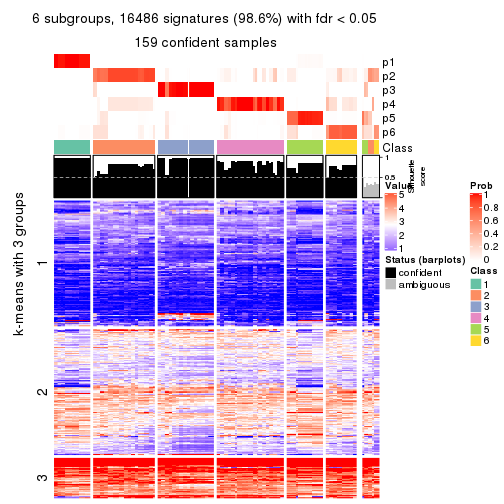 6 subgroups, 16486 signatures (98.6%) with fdr < 0.05
159 confident samples
p1
p2
p3
p4
p5
p6
Class
1
0.5
0
Silhouette
score
k-means with 3 groups
1
2
3
Value
5
4
3
2
1
Status (barplots)
confident
ambiguous
Prob
1
0.8
0.6
0.4
0.2
0
Class
1
2
3
4
5
6